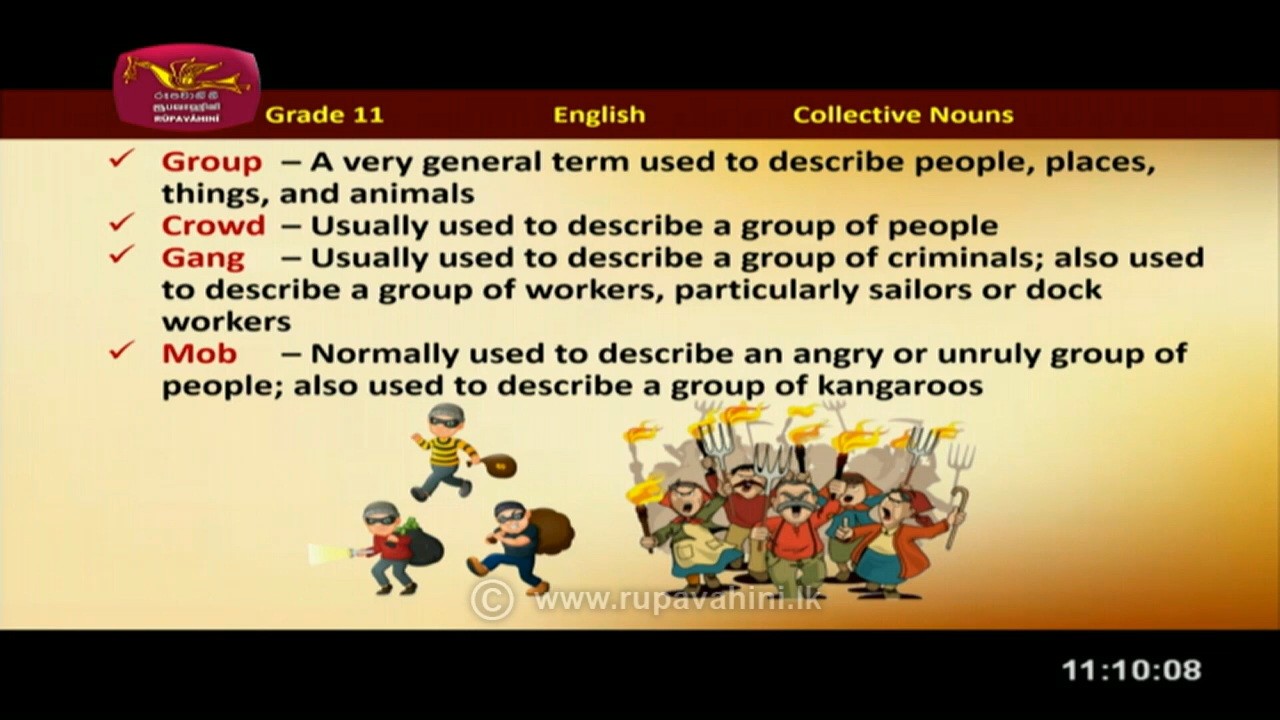 රූපවාහිනී
ரூபவாஹினி
RŪPAVĀHINĪ
Grade 11 English Collective Nouns
✓ Group – A very general term used to describe people, places,
things, and animals
✓ Crowd – Usually used to describe a group of people
✓ Gang – Usually used to describe a group of criminals; also used
to describe a group of workers, particularly sailors or dock
workers
✓ Mob – Normally used to describe an angry or unruly group of
people; also used to describe a group of kangaroos
© www.rupavahini.lk
11:10:08